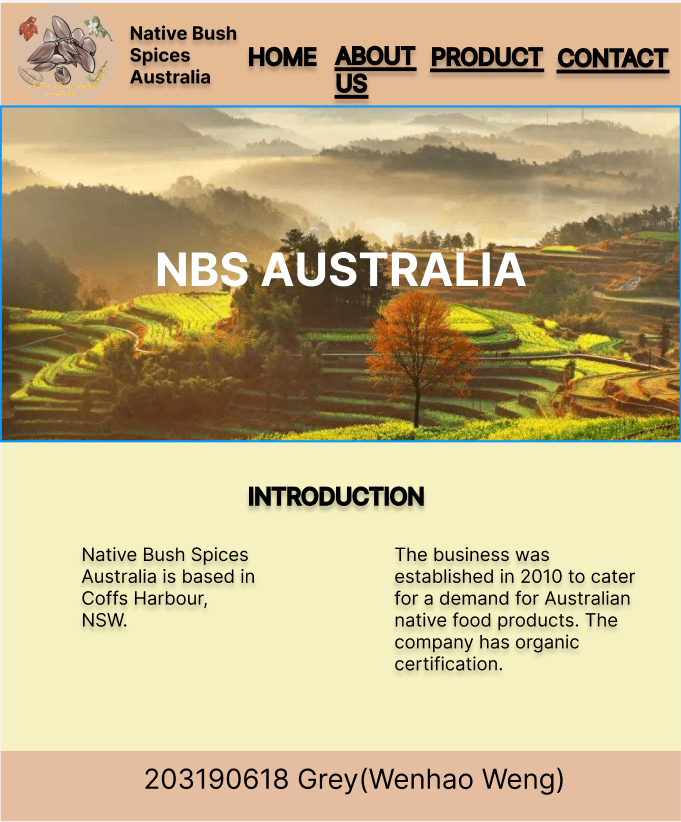 Native Bush
Spices
Australia
HOME
ABOUT
US
PRODUCT
CONTACT
NBS AUSTRALIA
INTRODUCTION
Native Bush Spices
Australia is based in
Coffs Harbour,
NSW.
The business was
established in 2010 to cater
for a demand for Australian
native food products. The
company has organic
certification.
203190618 Grey(Wenhao Weng)